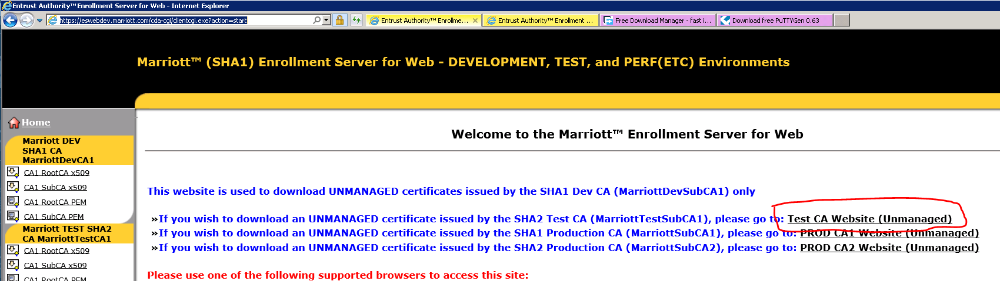 Entrust Authority™ Enrollment Server for Web - Internet Explorer
https://eswebdev.marriott.com/cda-cgi/clientcgi.exe?action=start
Entrust Authority™ Enrollme...
Entrust Authority™ Enrollment ...
Free Download Manager - fast i...
Download free PuTTYGen 0.63
Marriott™ (SHA1) Enrollment Server for Web - DEVELOPMENT, TEST, and PERF(ETC) Environments
Home
Marriott DEV
SHA1 CA
MarriottDevCA1
CA1 RootCA x509
CA1 SubCA x509
CA1 RootCA PEM
CA1 SubCA PEM
Marriott TEST SHA2
CA MarriottTestCA1
CA1 RootCA x509
CA1 SubCA x509
CA1 RootCA PEM
Welcome to the Marriott™ Enrollment Server for Web
This website is used to download UNMANAGED certificates issued by the SHA1 Dev CA (MarriottDevSubCA1) only
»If you wish to download an UNMANAGED certificate issued by the SHA2 Test CA (MarriottTestSubCA1), please go to: Test CA Website (Unmanaged)
»If you wish to download an UNMANAGED certificate issued by the SHA1 Production CA (MarriottSubCA1), please go to: PROD CA1 Website (Unmanaged)
»If you wish to download an UNMANAGED certificate issued by the SHA2 Production CA (MarriottSubCA2), please go to: PROD CA2 Website (Unmanaged)
Please use one of the following supported browsers to access this site: